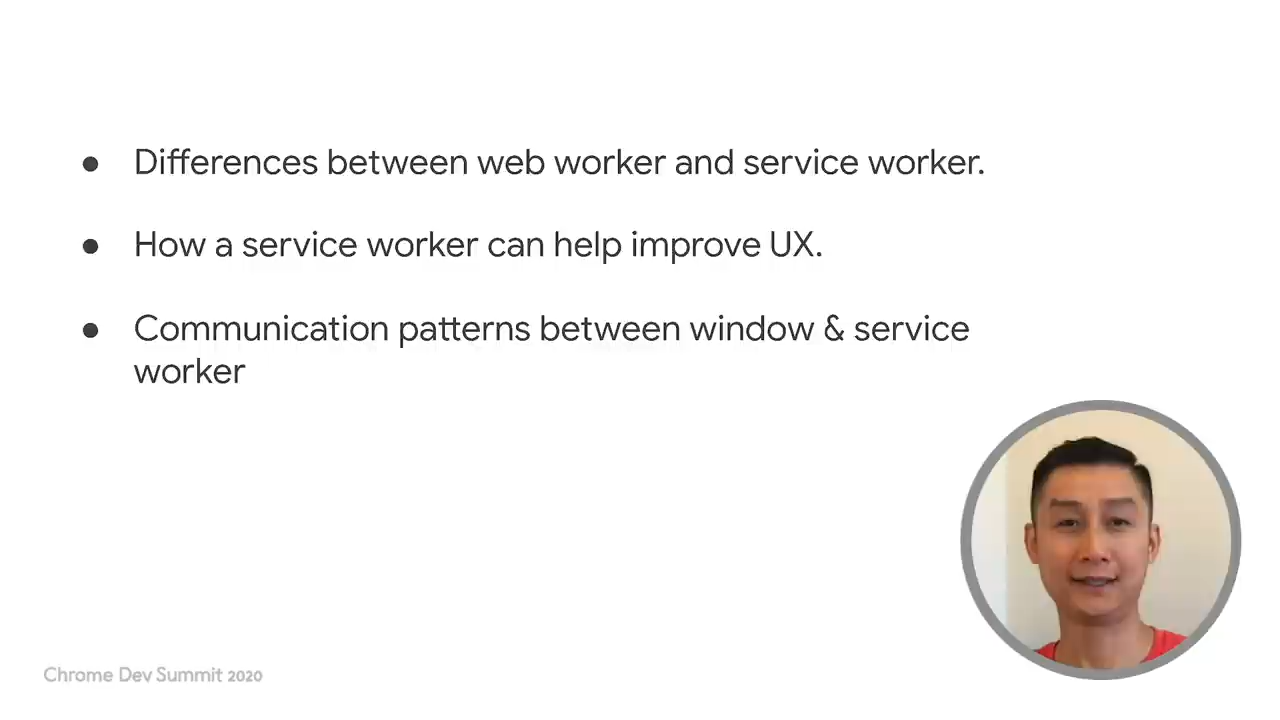 ● Differences between web worker and service worker.
● How a service worker can help improve UX.
● Communication patterns between window & service
worker
Chrome Dev Summit 2020